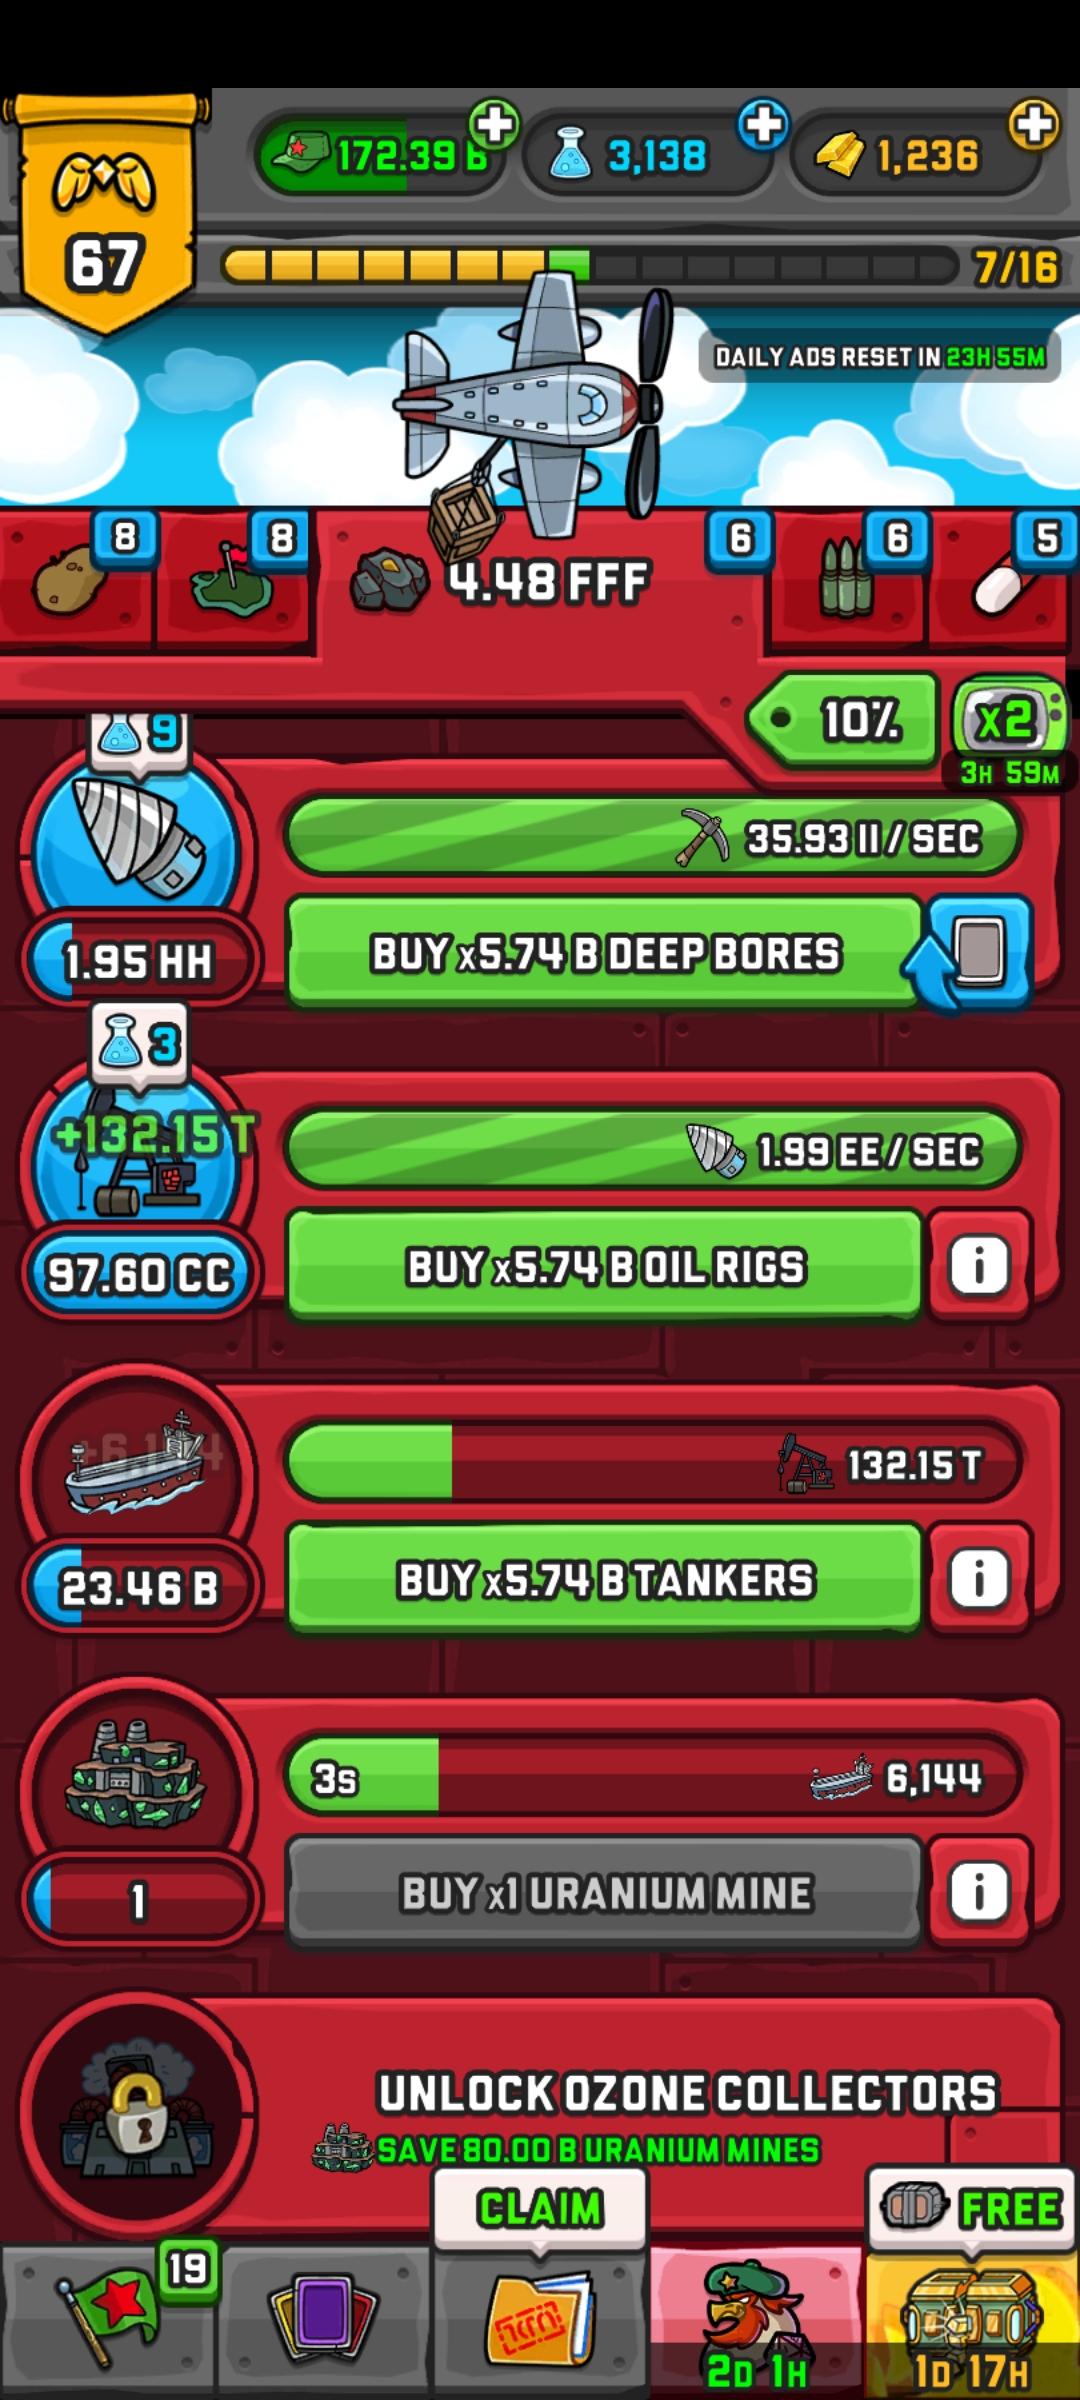 172.39 B
3,138
1,236
67
7/16
DAILY ADS RESET IN 23H 55M
8
8
4.48 FFF
6
6
5
10%
X2
3H 59M
9
35.93 II / SEC
1.95 HH
BUY x5.74 B DEEP BORES
3
+132.15 T
1.99 EE / SEC
97.60 CC
BUY x5.74 B OIL RIGS
i
132.15 T
23.46 B
BUY x5.74 B TANKERS
i
3s
6,144
1
BUY x1 URANIUM MINE
i
UNLOCK OZONE COLLECTORS
SAVE 80.00 B URANIUM MINES
CLAIM
FREE
19
2D 1H
1D 17H